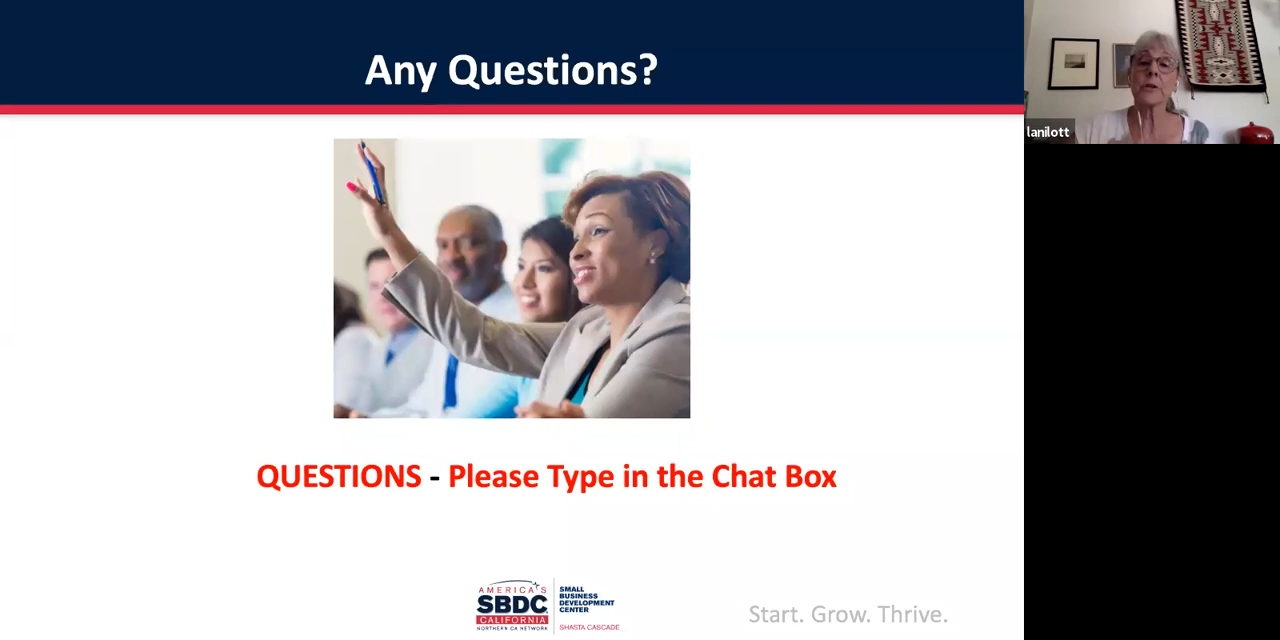 Any Questions?
lanilott
QUESTIONS - Please Type in the Chat Box
AMERICA'S
SBDC
CALIFORNIA
NORTHERN CA NETWORK
SMALL
BUSINESS
DEVELOPMENT
CENTER
SHASTA CASCADE
Start. Grow. Thrive.